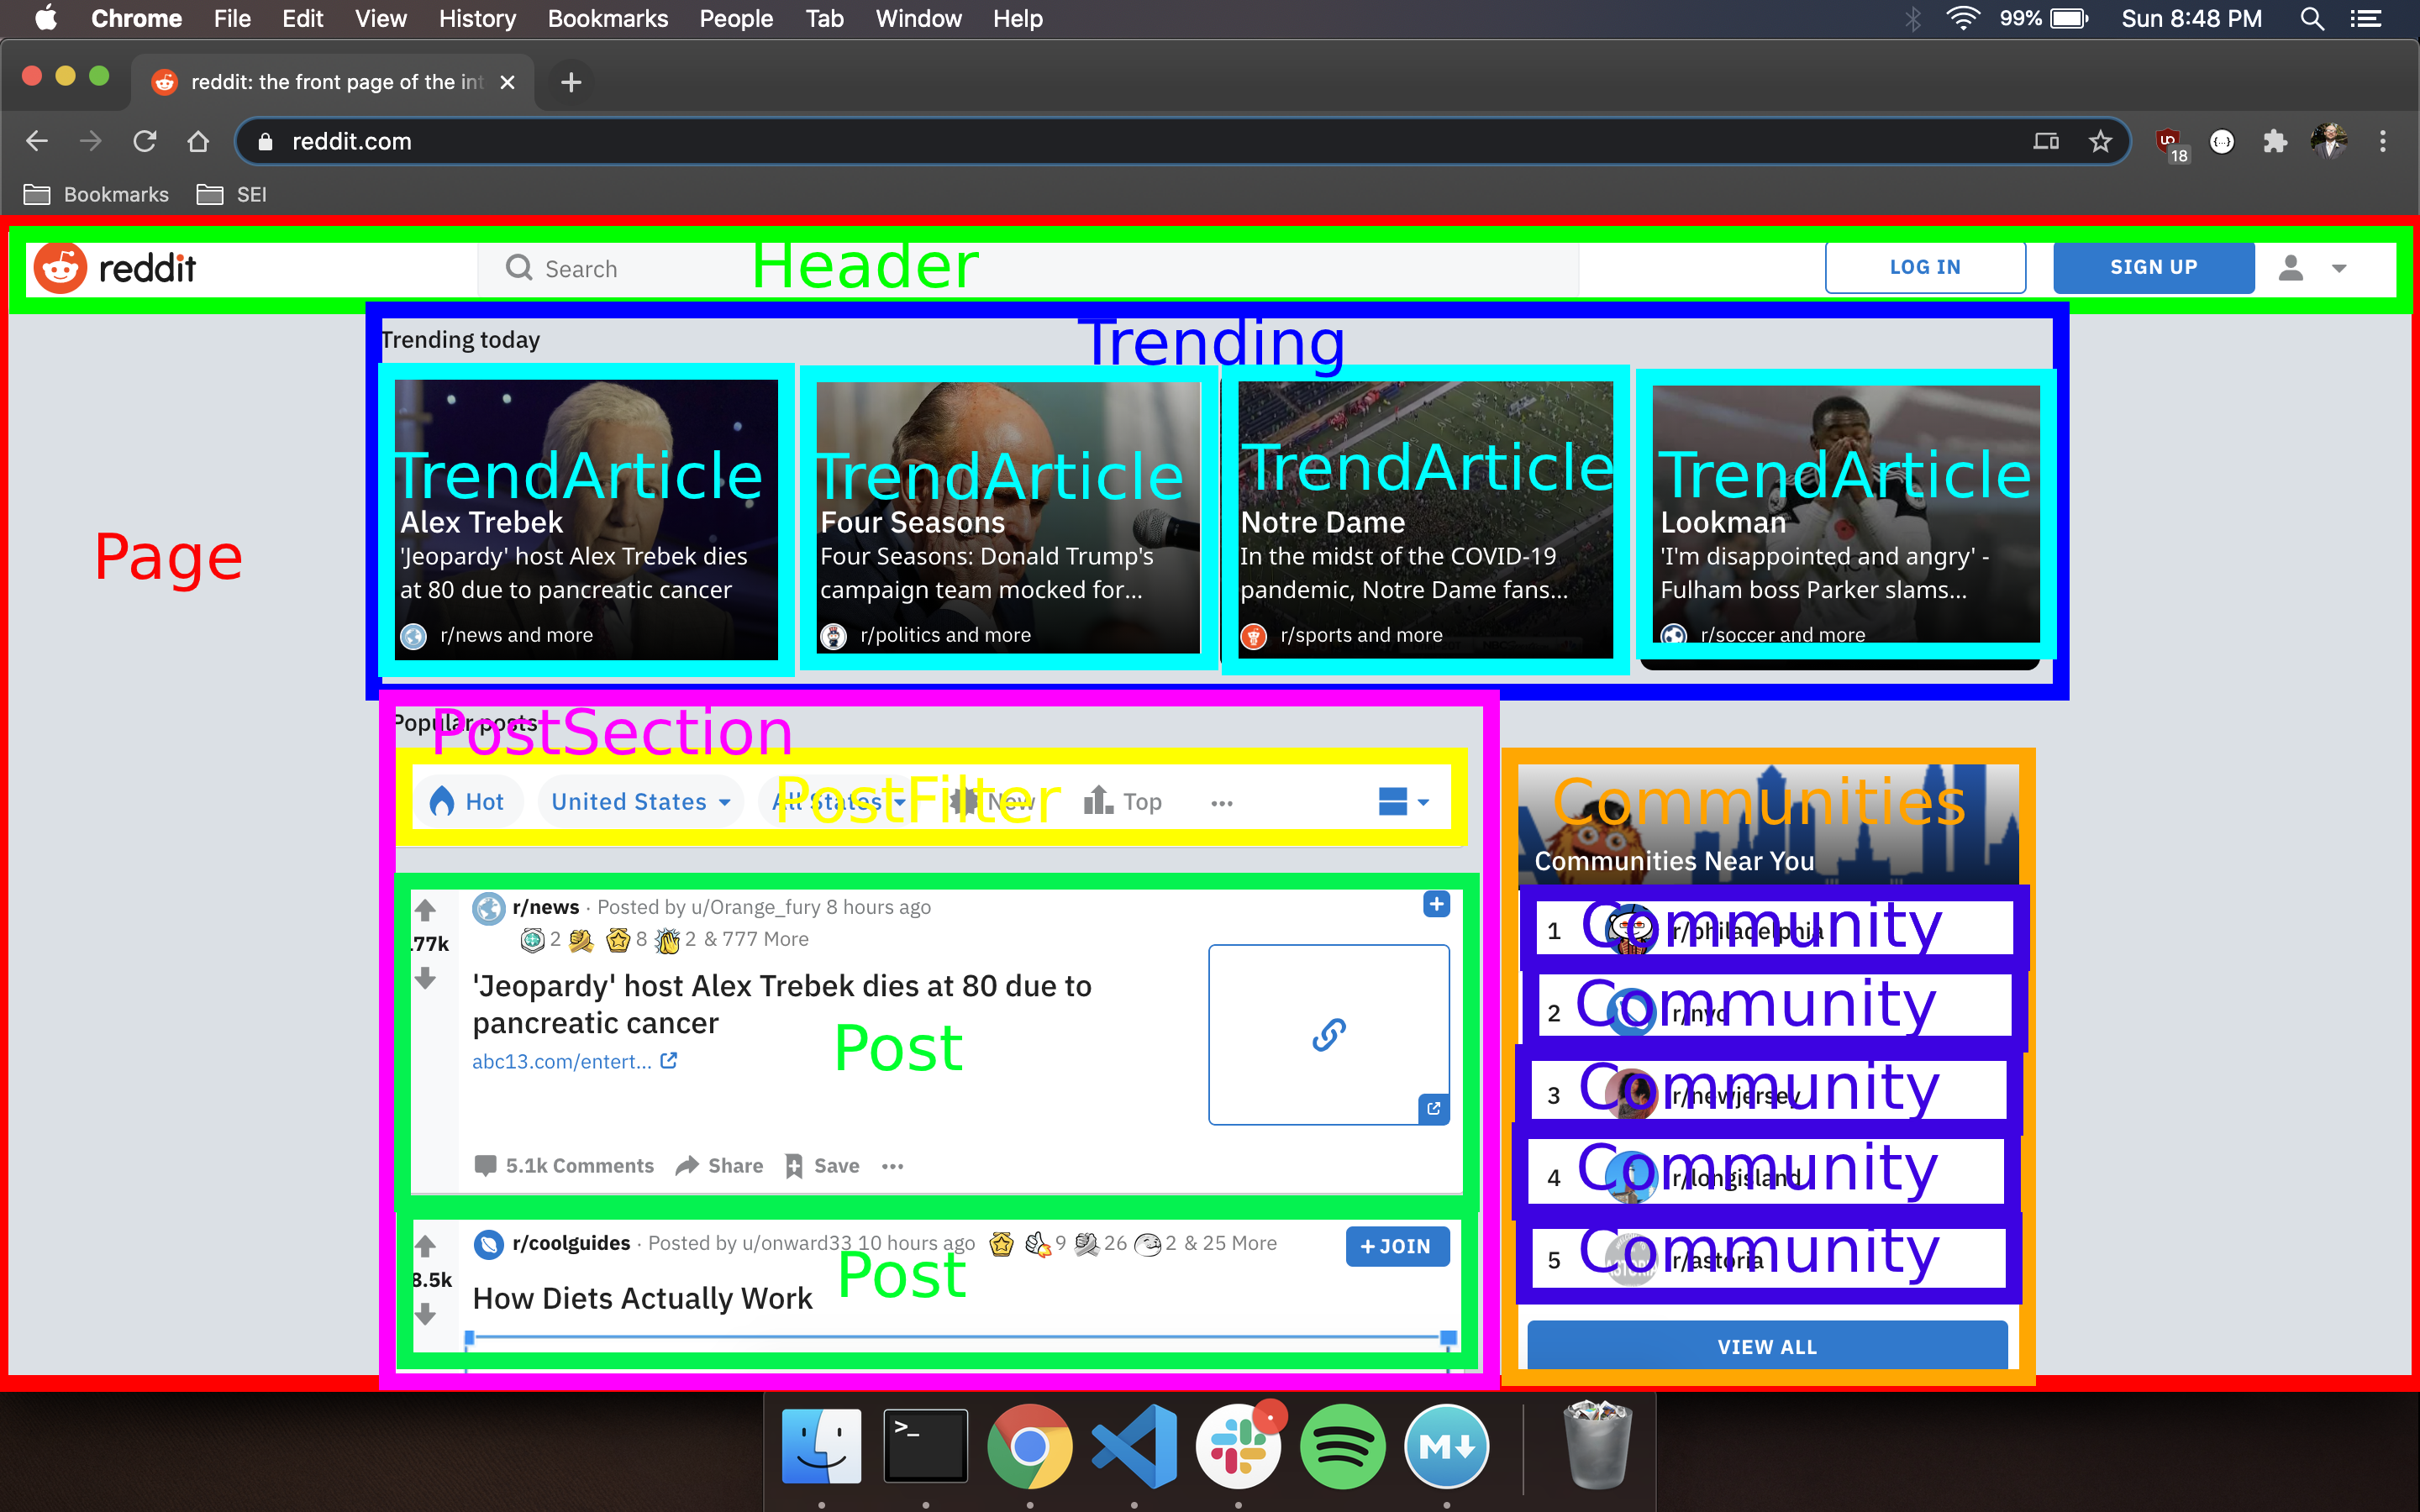 Chrome File Edit View History Bookmarks People Tab Window Help 99% Sun 8:48 PM
reddit: the front page of the int
reddit.com
18
Bookmarks SEI
reddit Search Header LOG IN SIGN UP
Trending today Trending
TrendArticle TrendArticle TrendArticle TrendArticle
Alex Trebek Four Seasons Notre Dame Lookman
'Jeopardy' host Alex Trebek dies Four Seasons: Donald Trump's In the midst of the COVID-19 'I'm disappointed and angry' -
at 80 due to pancreatic cancer campaign team mocked for... pandemic, Notre Dame fans... Fulham boss Parker slams...
r/news and more r/politics and more r/sports and more r/soccer and more
Page
Popular posts PostSection
Hot United States All States PostFilter New Top ...
Communities
Communities Near You
r/news · Posted by u/Orange_fury 8 hours ago
2 8 2 & 777 More
.77k
'Jeopardy' host Alex Trebek dies at 80 due to
pancreatic cancer
Post
abc13.com/entert...
5.1k Comments Share Save ...
1 r/philadelphia Community
2 r/nyc Community
3 r/newjersey Community
4 r/longisland Community
5 r/astoria Community
VIEW ALL
r/coolguides · Posted by u/onward33 10 hours ago 9 26 2 & 25 More + JOIN
8.5k
How Diets Actually Work Post
>_
M